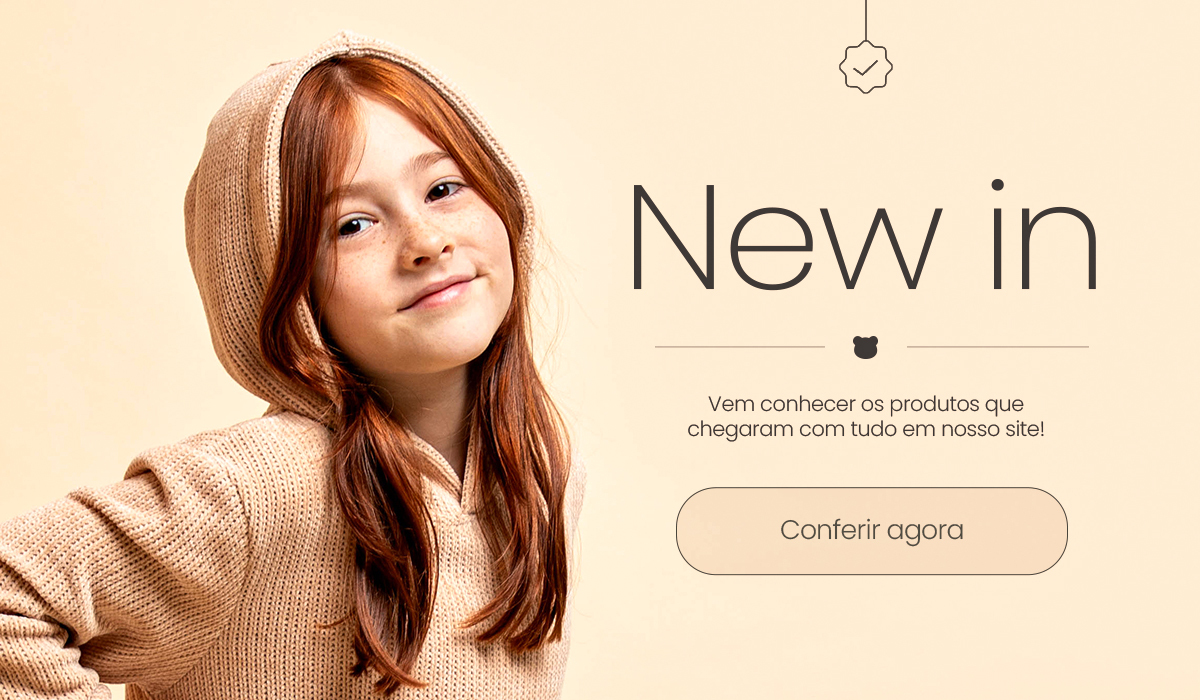 New in
Vem conhecer os produtos que
chegaram com tudo em nosso site!
Conferir agora